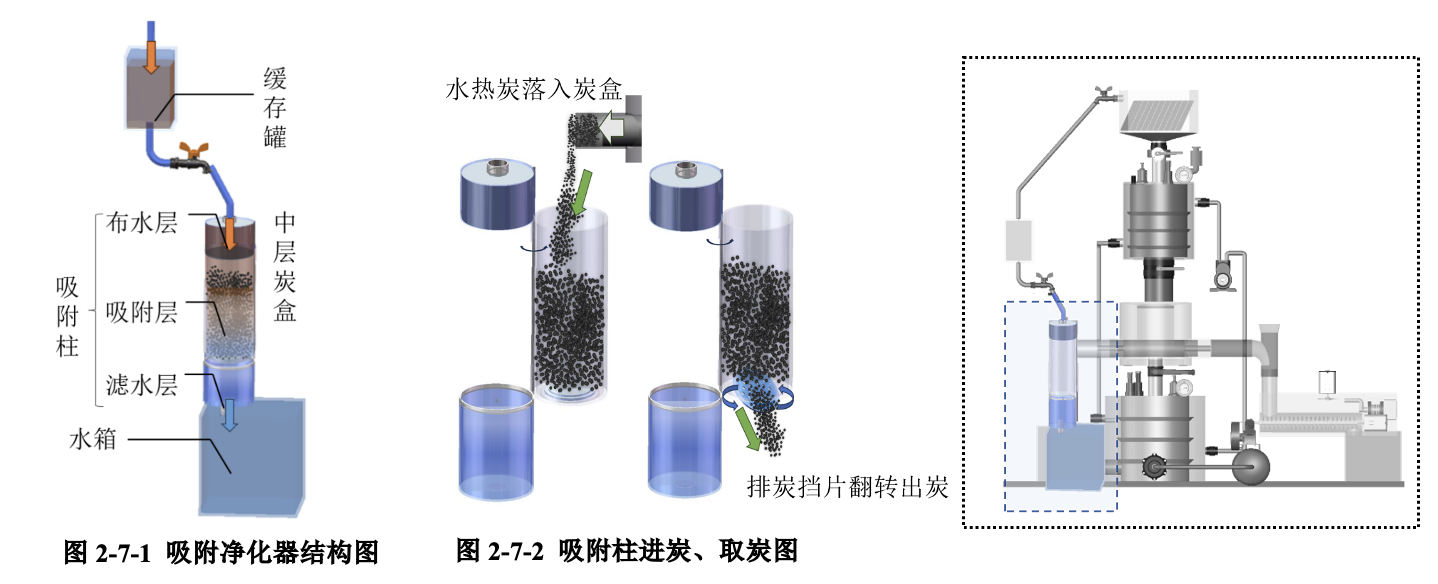 缓存罐
布水层
中层炭盒
吸附柱
吸附层
滤水层
水箱
图 2-7-1 吸附净化器结构图
水热炭落入炭盒
排炭挡片翻转出炭
图 2-7-2 吸附柱进炭、取炭图